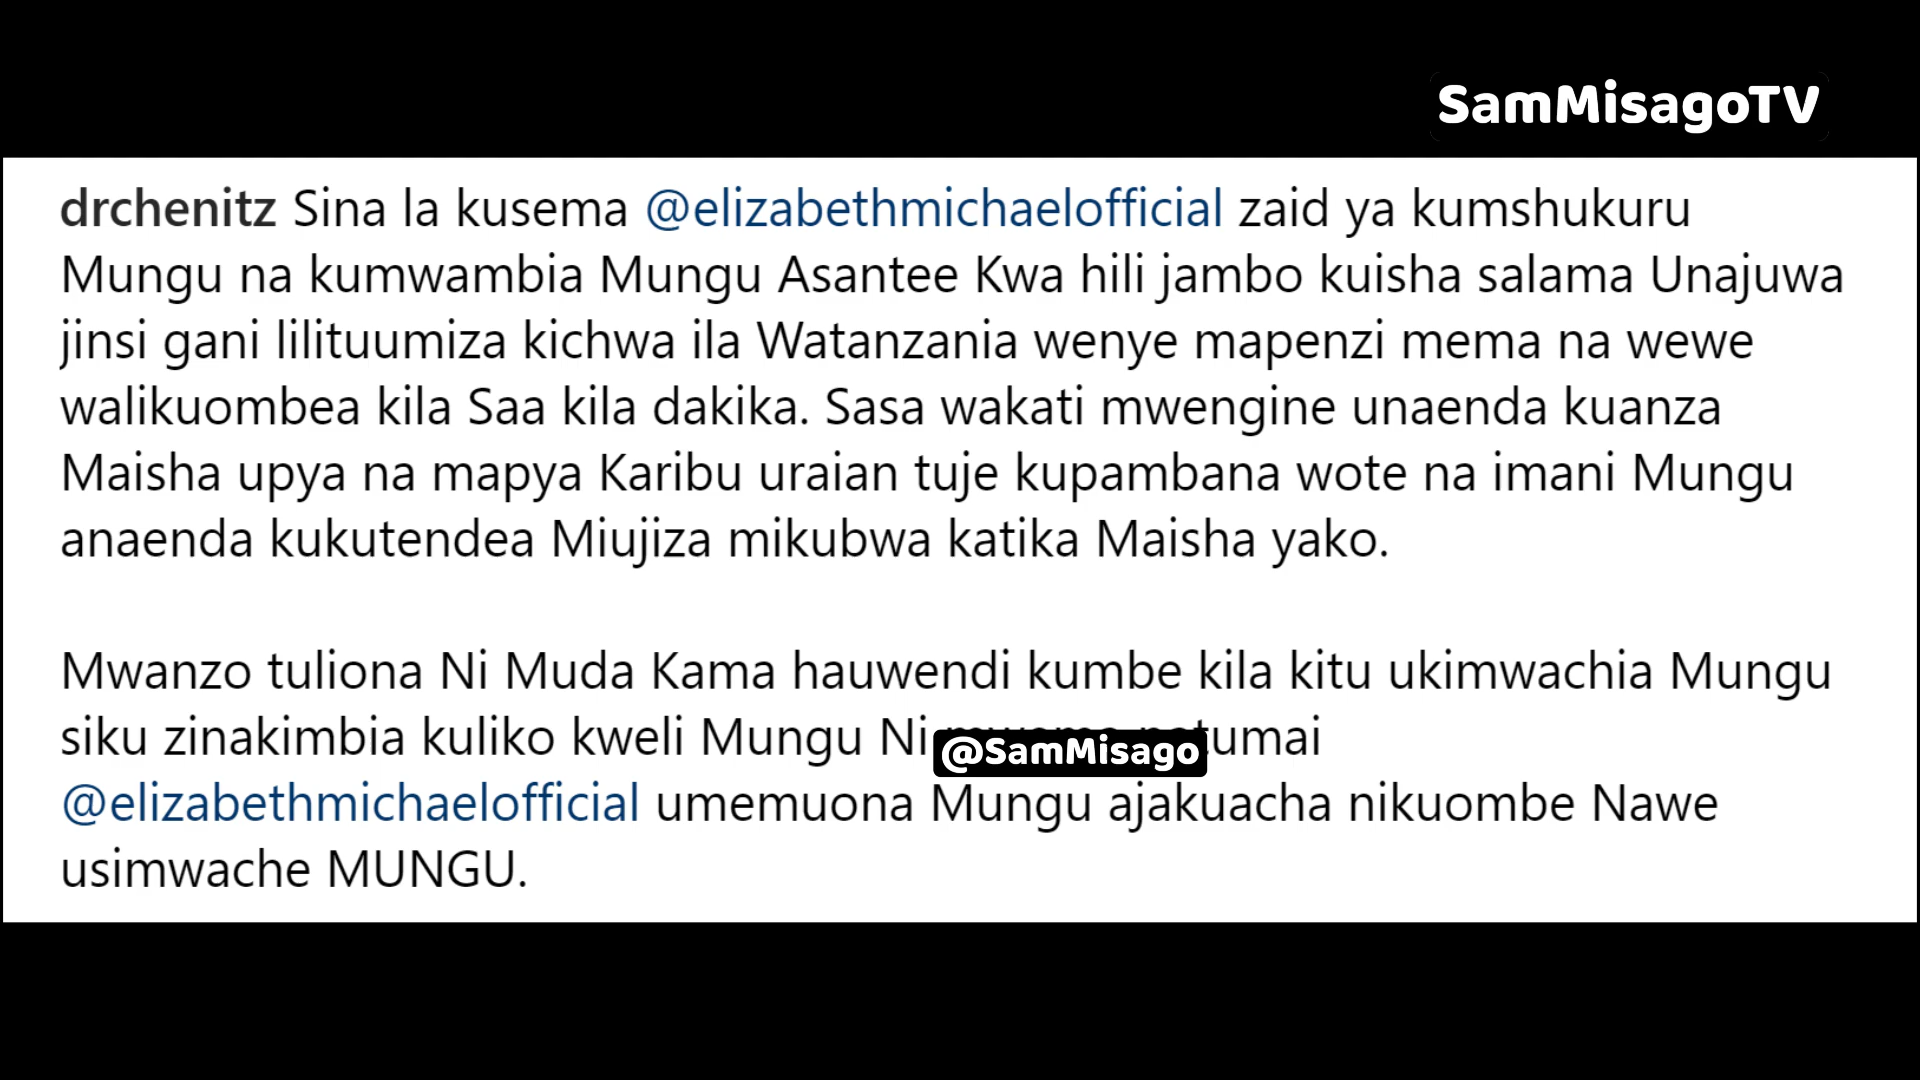 SamMisagoTV
drchenitz Sina la kusema @elizabethmichaelofficial zaid ya kumshukuru
Mungu na kumwambia Mungu Asantee Kwa hili jambo kuisha salama Unajuwa
jinsi gani lilituumiza kichwa ila Watanzania wenye mapenzi mema na wewe
walikuombea kila Saa kila dakika. Sasa wakati mwengine unaenda kuanza
Maisha upya na mapya Karibu uraian tuje kupambana wote na imani Mungu
anaenda kukutendea Miujiza mikubwa katika Maisha yako.
Mwanzo tuliona Ni Muda Kama hauwendi kumbe kila kitu ukimwachia Mungu
siku zinakimbia kuliko kweli Mungu Ni
@SamMisago
@elizabethmichaelofficial umemuona Mungu ajakuacha nikuombe Nawe
usimwache MUNGU.